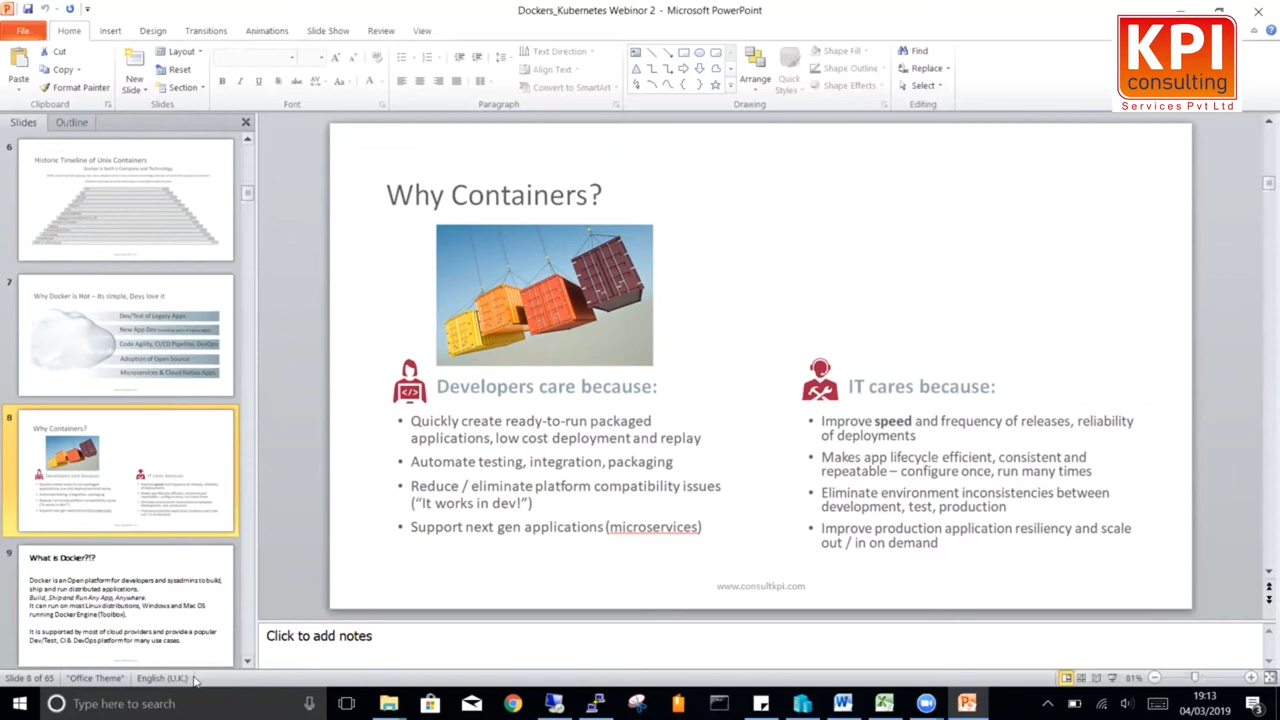 Dockers_Kubernetes Webinor 2 - Microsoft PowerPoint
File Home Insert Design Transitions Animations Slide Show Review View
KPI
consulting
Services Pvt Ltd
Paste
Cut
Copy
Format Painter
Clipboard
New
Slide
Layout
Reset
Section
Slides
Font
Paragraph
Text Direction
Align Text
Convert to SmartArt
Arrange
Quick
Styles
Shape Fill
Shape Outline
Shape Effects
Drawing
Find
Replace
Select
Editing
Slides Outline
6
Historic Timeline of Unix Containers
7
Why Docker is Hot – Its simple, Devs love it
Dev/Test of Legacy Apps
New App Dev
Code Agility, CI/CD Pipeline, DevOps
Adoption of Open Source
Microservices & Cloud Native Apps
8
Why Containers?
Developers care because:
IT cares because:
9
What is Docker?!?
Docker is an Open platform for developers and sysadmins to build,
ship and run distributed applications.
Build, Ship and Run Any App, Anywhere.
It can run on most Linux distributions, Windows and Mac OS
running Docker Engine (Toolbox).
It is supported by most of cloud providers and provide a popular
Dev/Test, CI & DevOps platform for many use cases.
Why Containers?
Developers care because:
• Quickly create ready-to-run packaged
applications, low cost deployment and replay
• Automate testing, integration, packaging
• Reduce / eliminate platform compatibility issues
(“It works in dev!”)
• Support next gen applications (microservices)
IT cares because:
• Improve speed and frequency of releases, reliability
of deployments
• Makes app lifecycle efficient, consistent and
repeatable – configure once, run many times
• Eliminate environment inconsistencies between
development, test, production
• Improve production application resiliency and scale
out / in on demand
www.consultkpi.com
Click to add notes
Slide 8 of 65 "Office Theme" English (U.K.)
81%
Type here to search
19:13
04/03/2019
3